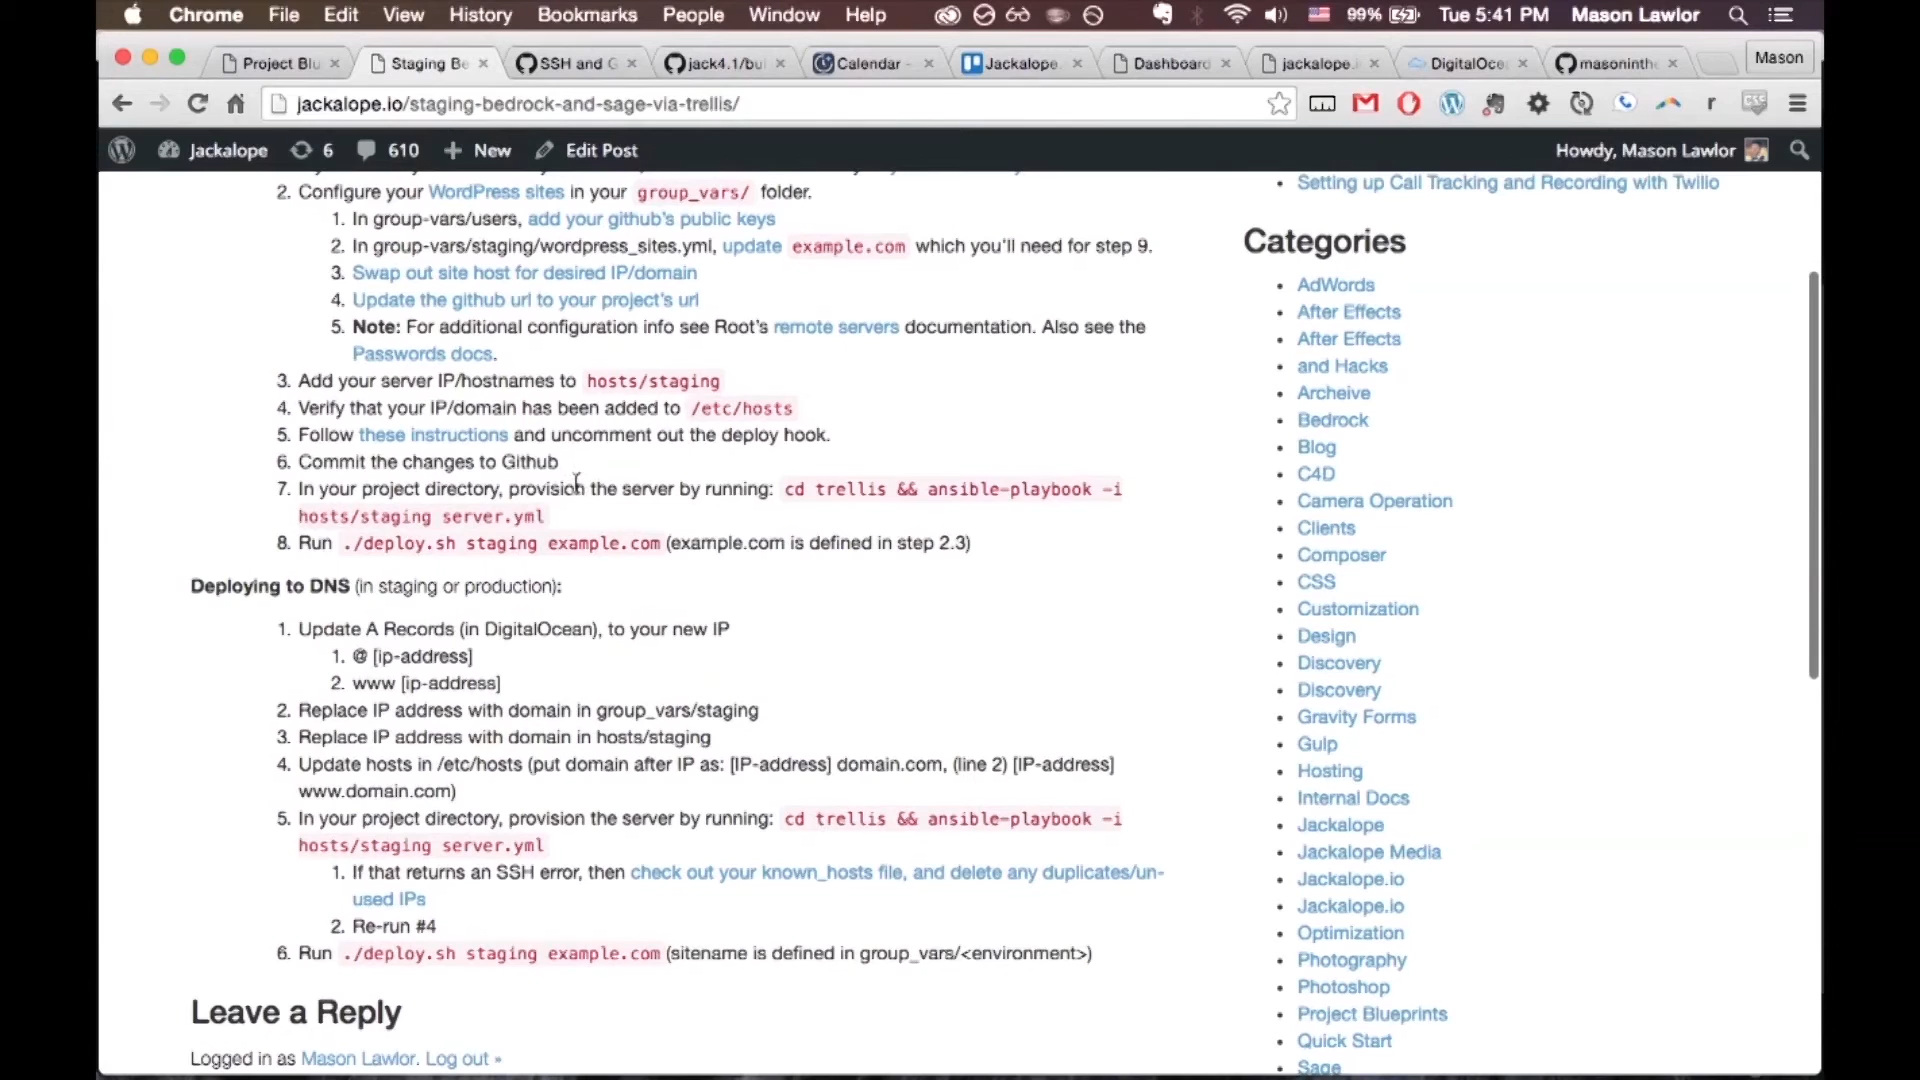 Chrome File Edit View History Bookmarks People Window Help 99% Tue 5:41 PM Mason Lawlor
Project Blu Staging Be SSH and G jack4.1/bui Calendar - Jackalope. Dashboard jackalope. DigitalOce masoninthe Mason
jackalope.io/staging-bedrock-and-sage-via-trellis/
Jackalope 6 610 + New Edit Post Howdy, Mason Lawlor
2. Configure your WordPress sites in your group_vars/ folder.
1. In group-vars/users, add your github's public keys
2. In group-vars/staging/wordpress_sites.yml, update example.com which you'll need for step 9.
3. Swap out site host for desired IP/domain
4. Update the github url to your project's url
5. Note: For additional configuration info see Root's remote servers documentation. Also see the
Passwords docs.
3. Add your server IP/hostnames to hosts/staging
4. Verify that your IP/domain has been added to /etc/hosts
5. Follow these instructions and uncomment out the deploy hook.
6. Commit the changes to Github
7. In your project directory, provision the server by running: cd trellis && ansible-playbook -i
hosts/staging server.yml
8. Run ./deploy.sh staging example.com (example.com is defined in step 2.3)
Deploying to DNS (in staging or production):
1. Update A Records (in DigitalOcean), to your new IP
1. @ [ip-address]
2. www [ip-address]
2. Replace IP address with domain in group_vars/staging
3. Replace IP address with domain in hosts/staging
4. Update hosts in /etc/hosts (put domain after IP as: [IP-address] domain.com, (line 2) [IP-address]
www.domain.com)
5. In your project directory, provision the server by running: cd trellis && ansible-playbook -i
hosts/staging server.yml
1. If that returns an SSH error, then check out your known_hosts file, and delete any duplicates/un-
used IPs
2. Re-run #4
6. Run ./deploy.sh staging example.com (sitename is defined in group_vars/<environment>)
Leave a Reply
Logged in as Mason Lawlor. Log out »
Setting up Call Tracking and Recording with Twilio
Categories
AdWords
After Effects
After Effects
and Hacks
Archeive
Bedrock
Blog
C4D
Camera Operation
Clients
Composer
CSS
Customization
Design
Discovery
Discovery
Gravity Forms
Gulp
Hosting
Internal Docs
Jackalope
Jackalope Media
Jackalope.io
Jackalope.io
Optimization
Photography
Photoshop
Project Blueprints
Quick Start
Sage